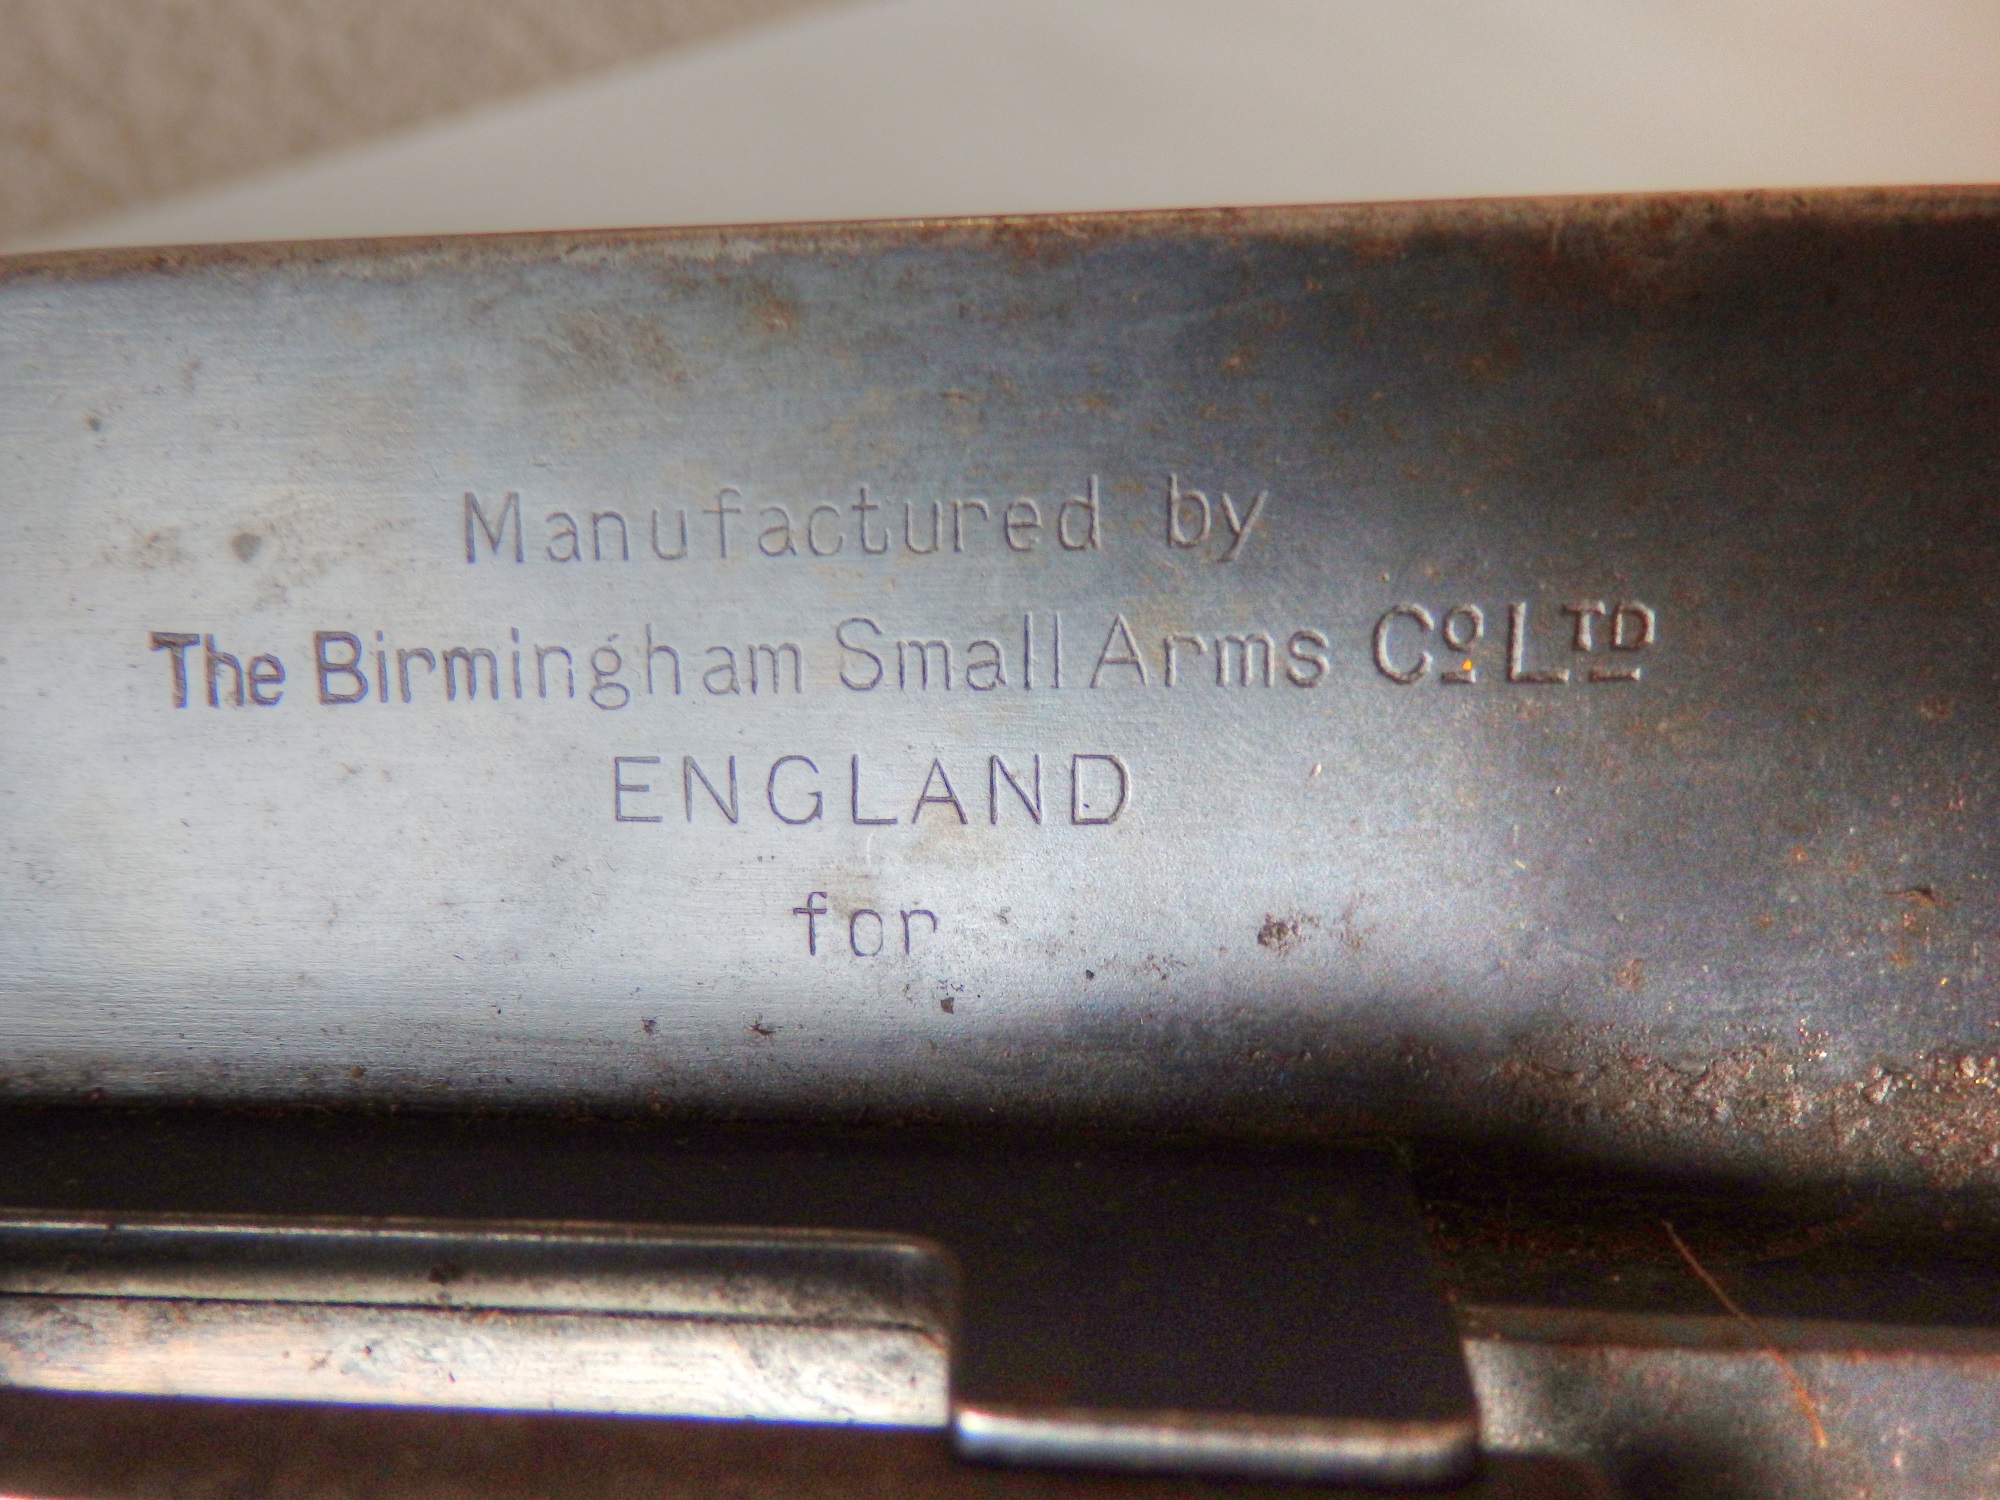 Manufactured by
The Birmingham Small Arms Co LTD
ENGLAND
for